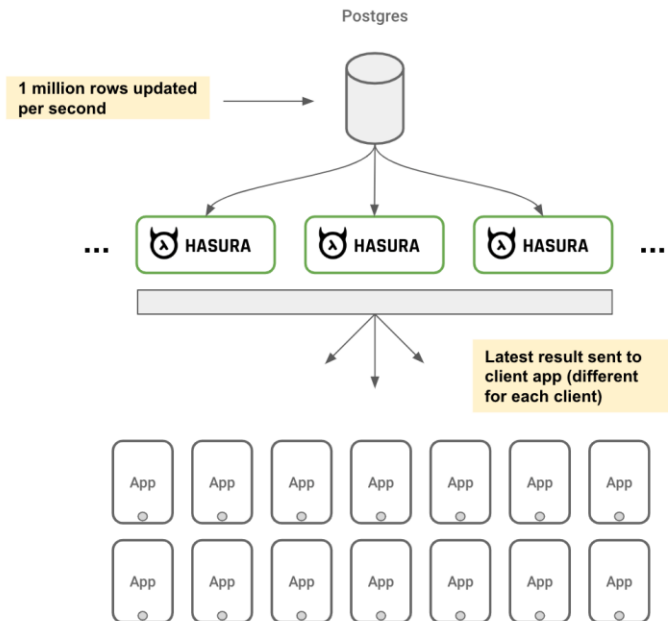 Postgres
1 million rows updated
per second
... HASURA HASURA HASURA ...
Latest result sent to
client app (different
for each client)
App App App App App App App
App App App App App App App